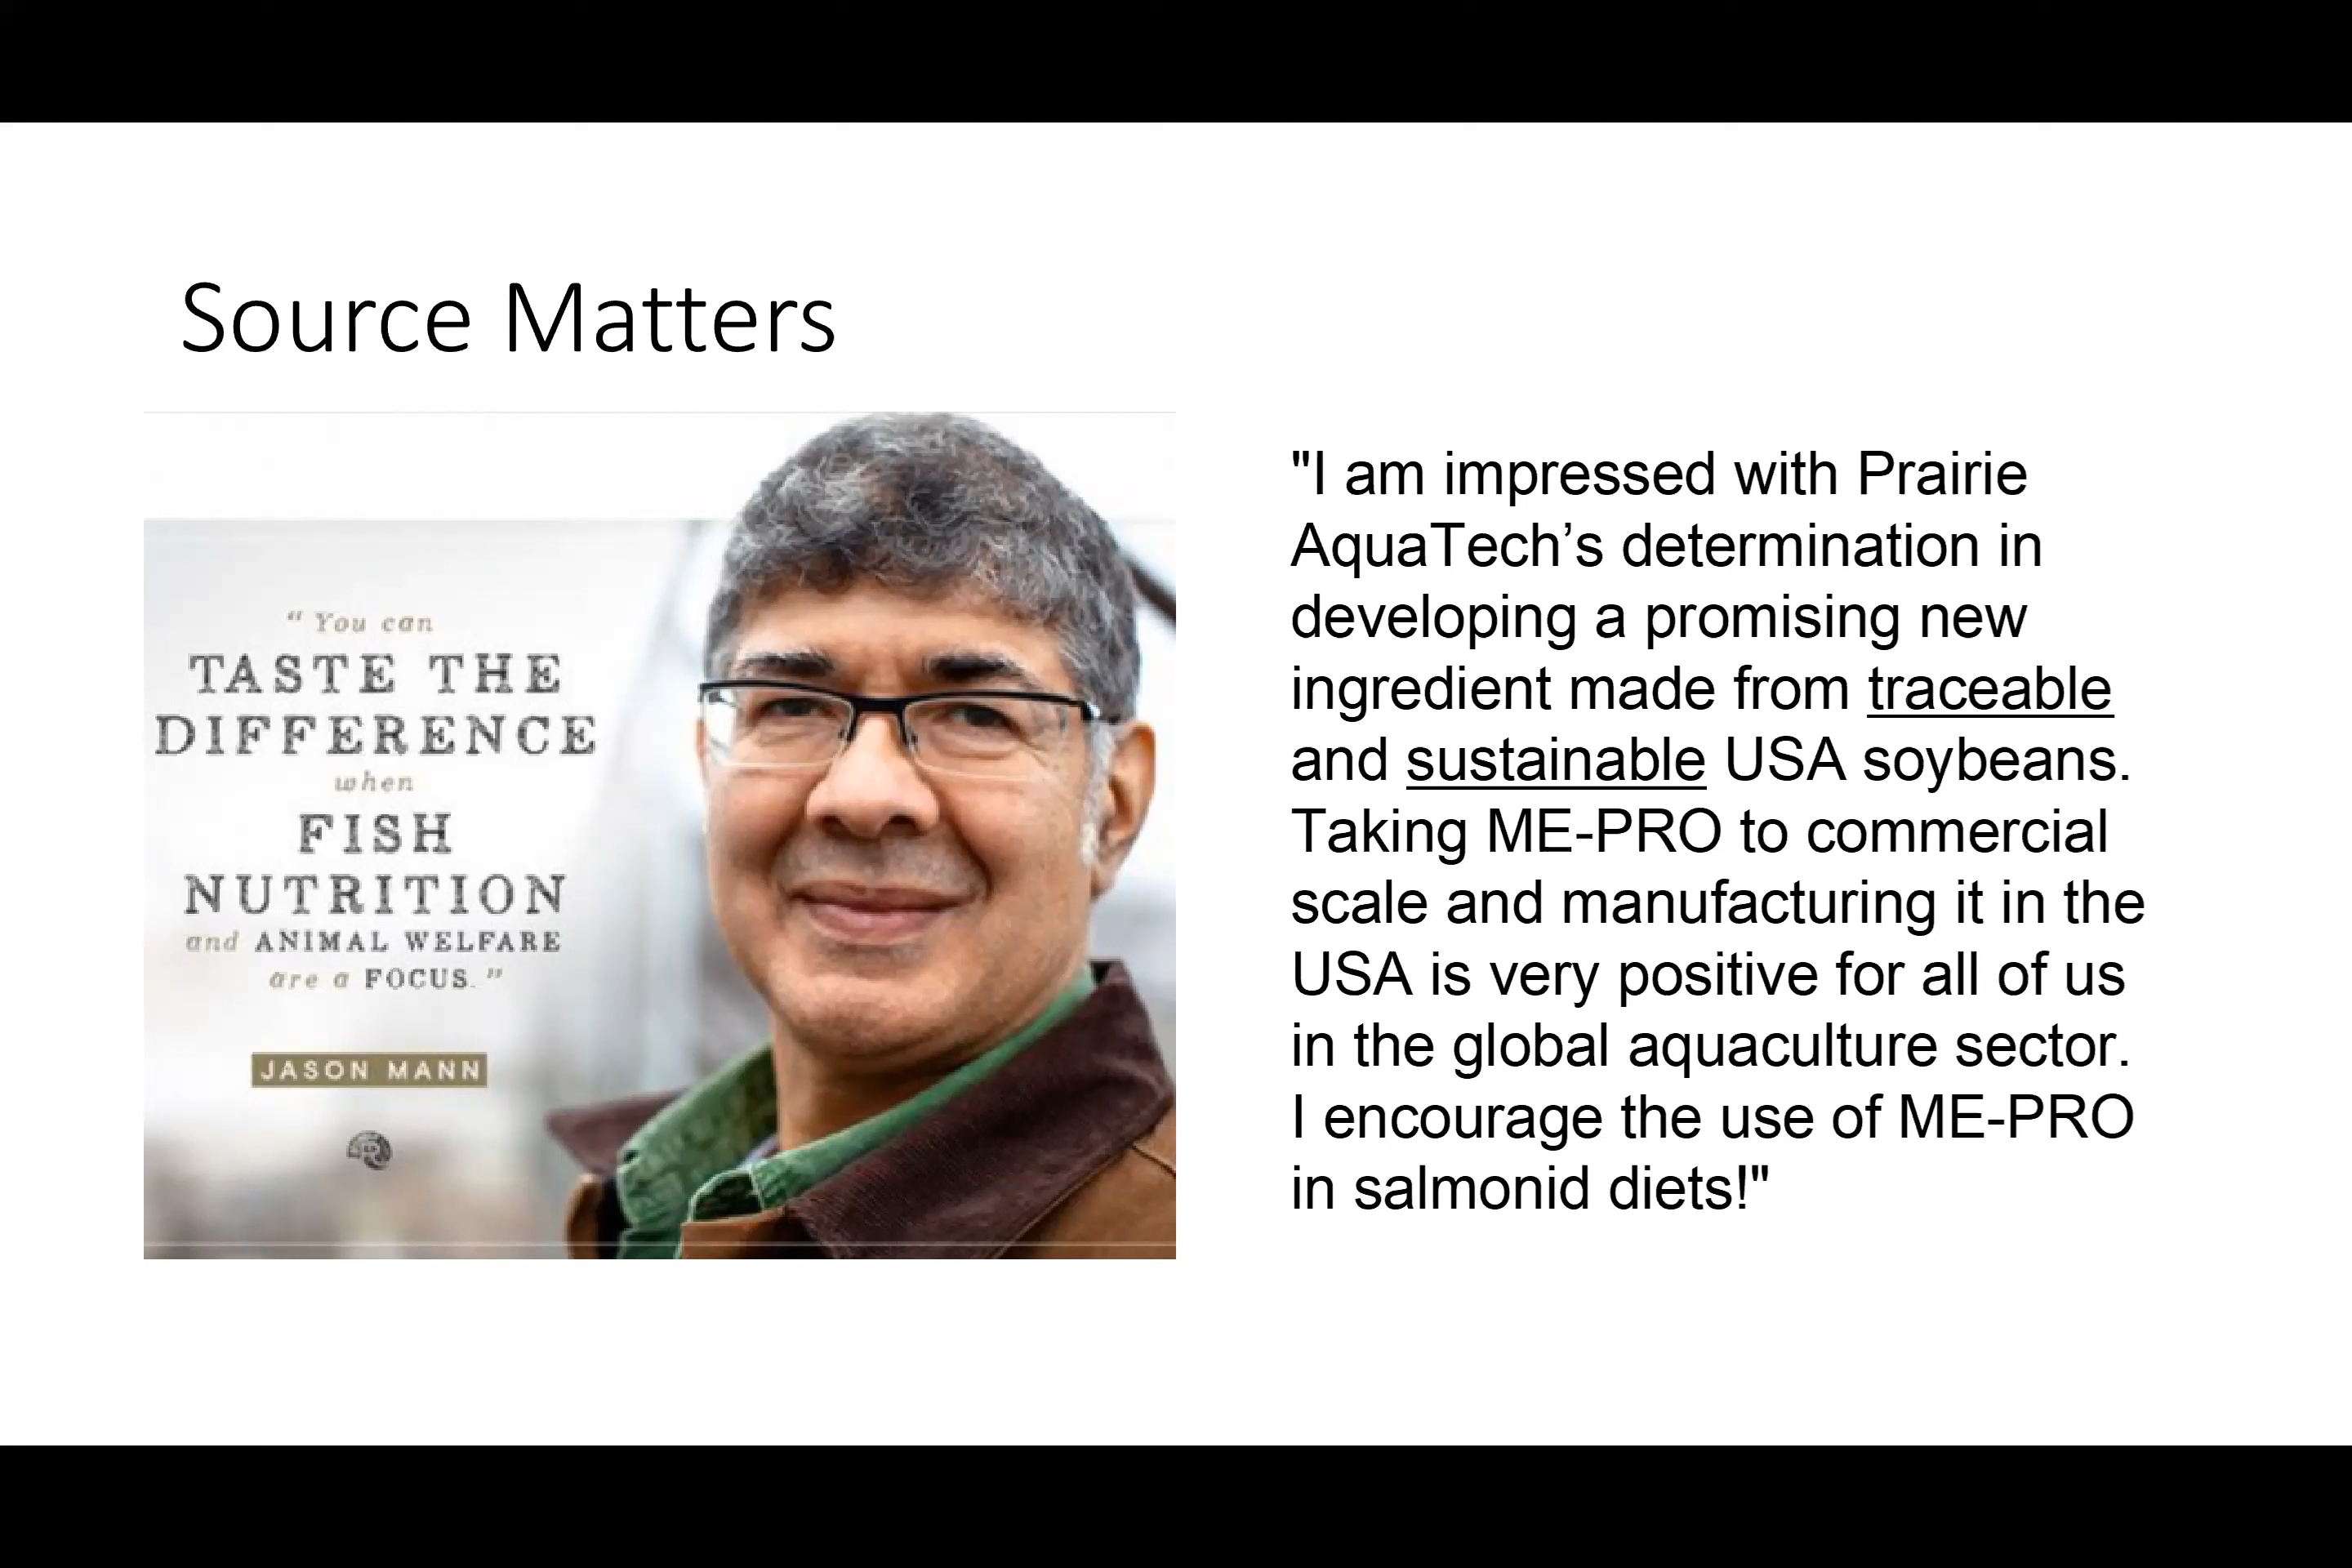 Source Matters
“ You can
TASTE THE
DIFFERENCE
when
FISH
NUTRITION
and ANIMAL WELFARE
are a FOCUS.”
JASON MANN
"I am impressed with Prairie
AquaTech’s determination in
developing a promising new
ingredient made from traceable
and sustainable USA soybeans.
Taking ME-PRO to commercial
scale and manufacturing it in the
USA is very positive for all of us
in the global aquaculture sector.
I encourage the use of ME-PRO
in salmonid diets!"